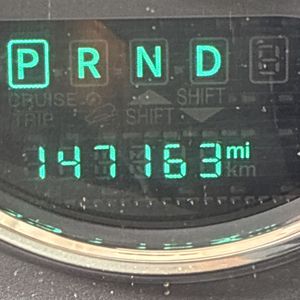 P R N D
CRUISE SHIFT
TRIP SHIFT
147163 mi
km